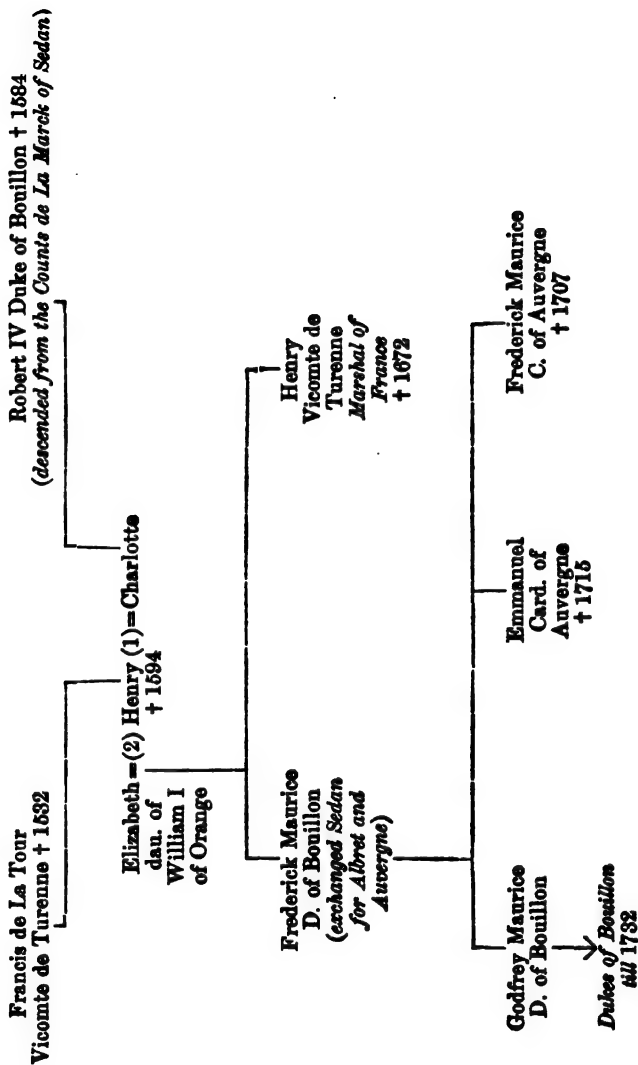 Francis de La Tour
Vicomte de Turenne † 1532
Robert IV Duke of Bouillon † 1584
(descended from the Counts de La Marck of Sedan)
Elizabeth = (2) Henry (1) = Charlotte
dau. of
† 1594
William I
of Orange
Frederick Maurice
D. of Bouillon
(exchanged Sedan
for Albret and
Auvergne)
Henry
Vicomte de
Turenne
Marshal of
France
† 1672
Godfrey Maurice
D. of Bouillon
Dukes of Bouillon
till 1732
Emmanuel
Card. of
Auvergne
† 1715
Frederick Maurice
C. of Auvergne
† 1707